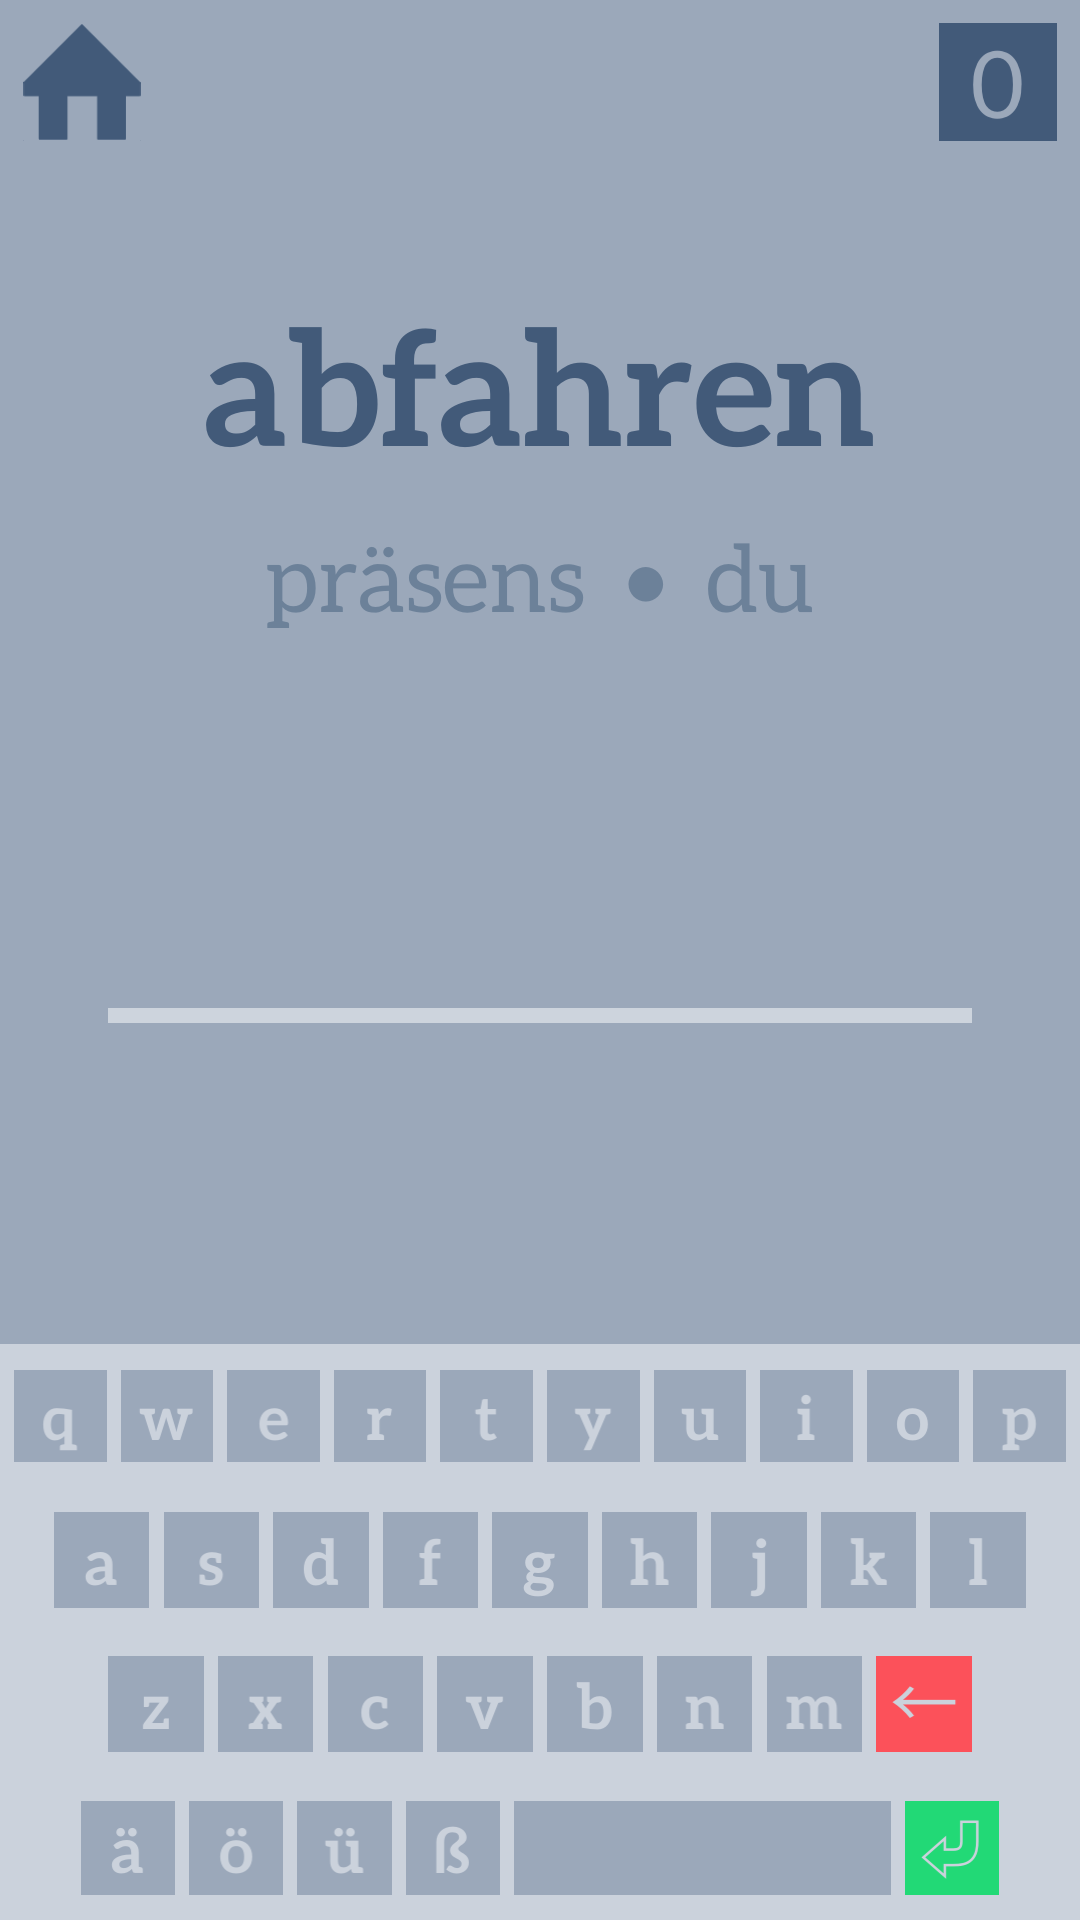 0
abfahren
präsens • du
q w e r t y u i o p
a s d f g h j k l
z x c v b n m ←
ä ö ü ß